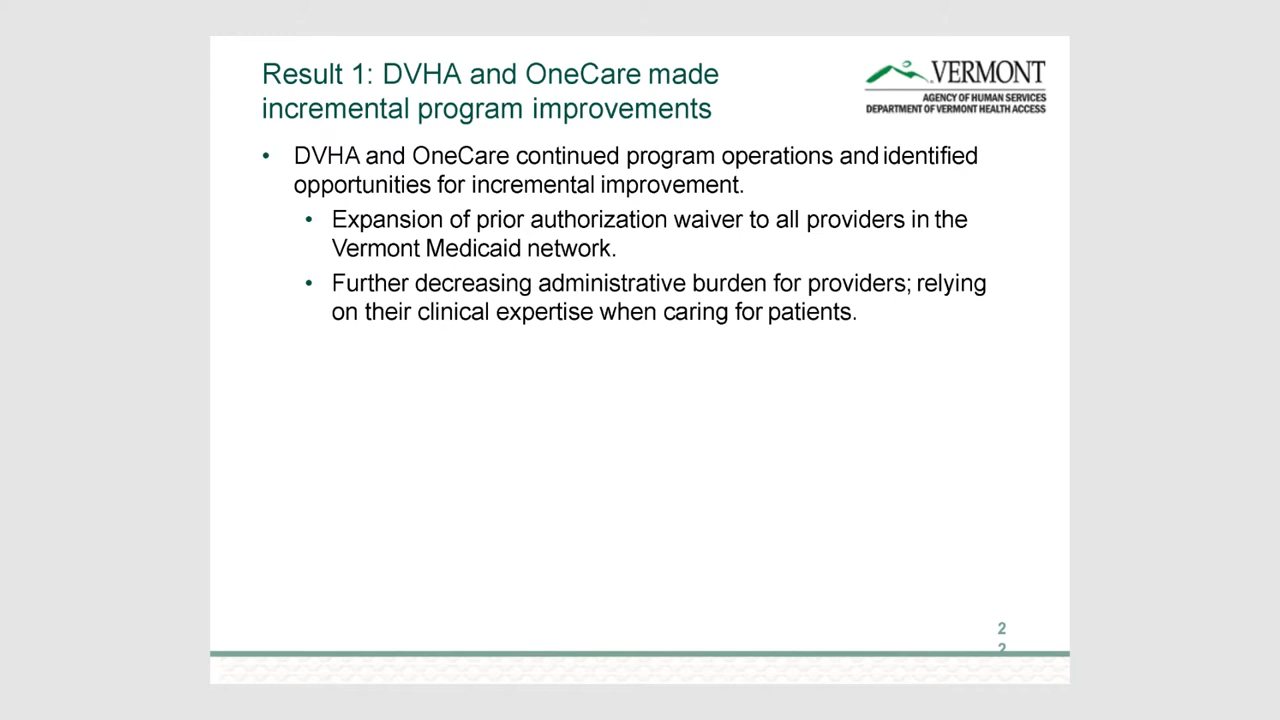 Result 1: DVHA and OneCare made
incremental program improvements
VERMONT
AGENCY OF HUMAN SERVICES
DEPARTMENT OF VERMONT HEALTH ACCESS
• DVHA and OneCare continued program operations and identified
opportunities for incremental improvement.
• Expansion of prior authorization waiver to all providers in the
Vermont Medicaid network.
• Further decreasing administrative burden for providers; relying
on their clinical expertise when caring for patients.
2
2